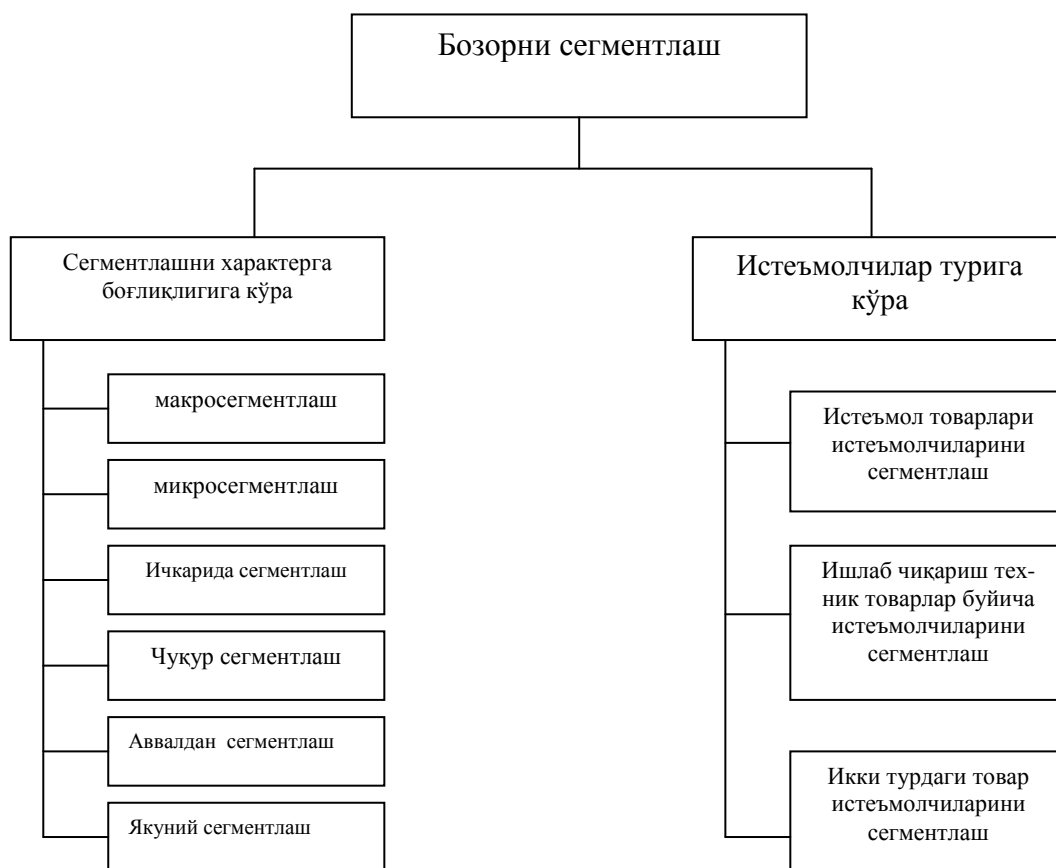 Бозорни сегментлаш
Сегментлашни характерга
боғлиқлигига кўра
макросегментлаш
микросегментлаш
Ичкарида сегментлаш
Чуқур сегментлаш
Аввалдан сегментлаш
Якуний сегментлаш
Истеъмолчилар турига
кўра
Истеъмол товарлари
истеъмолчиларини
сегментлаш
Ишлаб чиқариш тех-
ник товарлар буйича
истеъмолчиларини
сегментлаш
Икки турдаги товар
истеъмолчиларини
сегментлаш